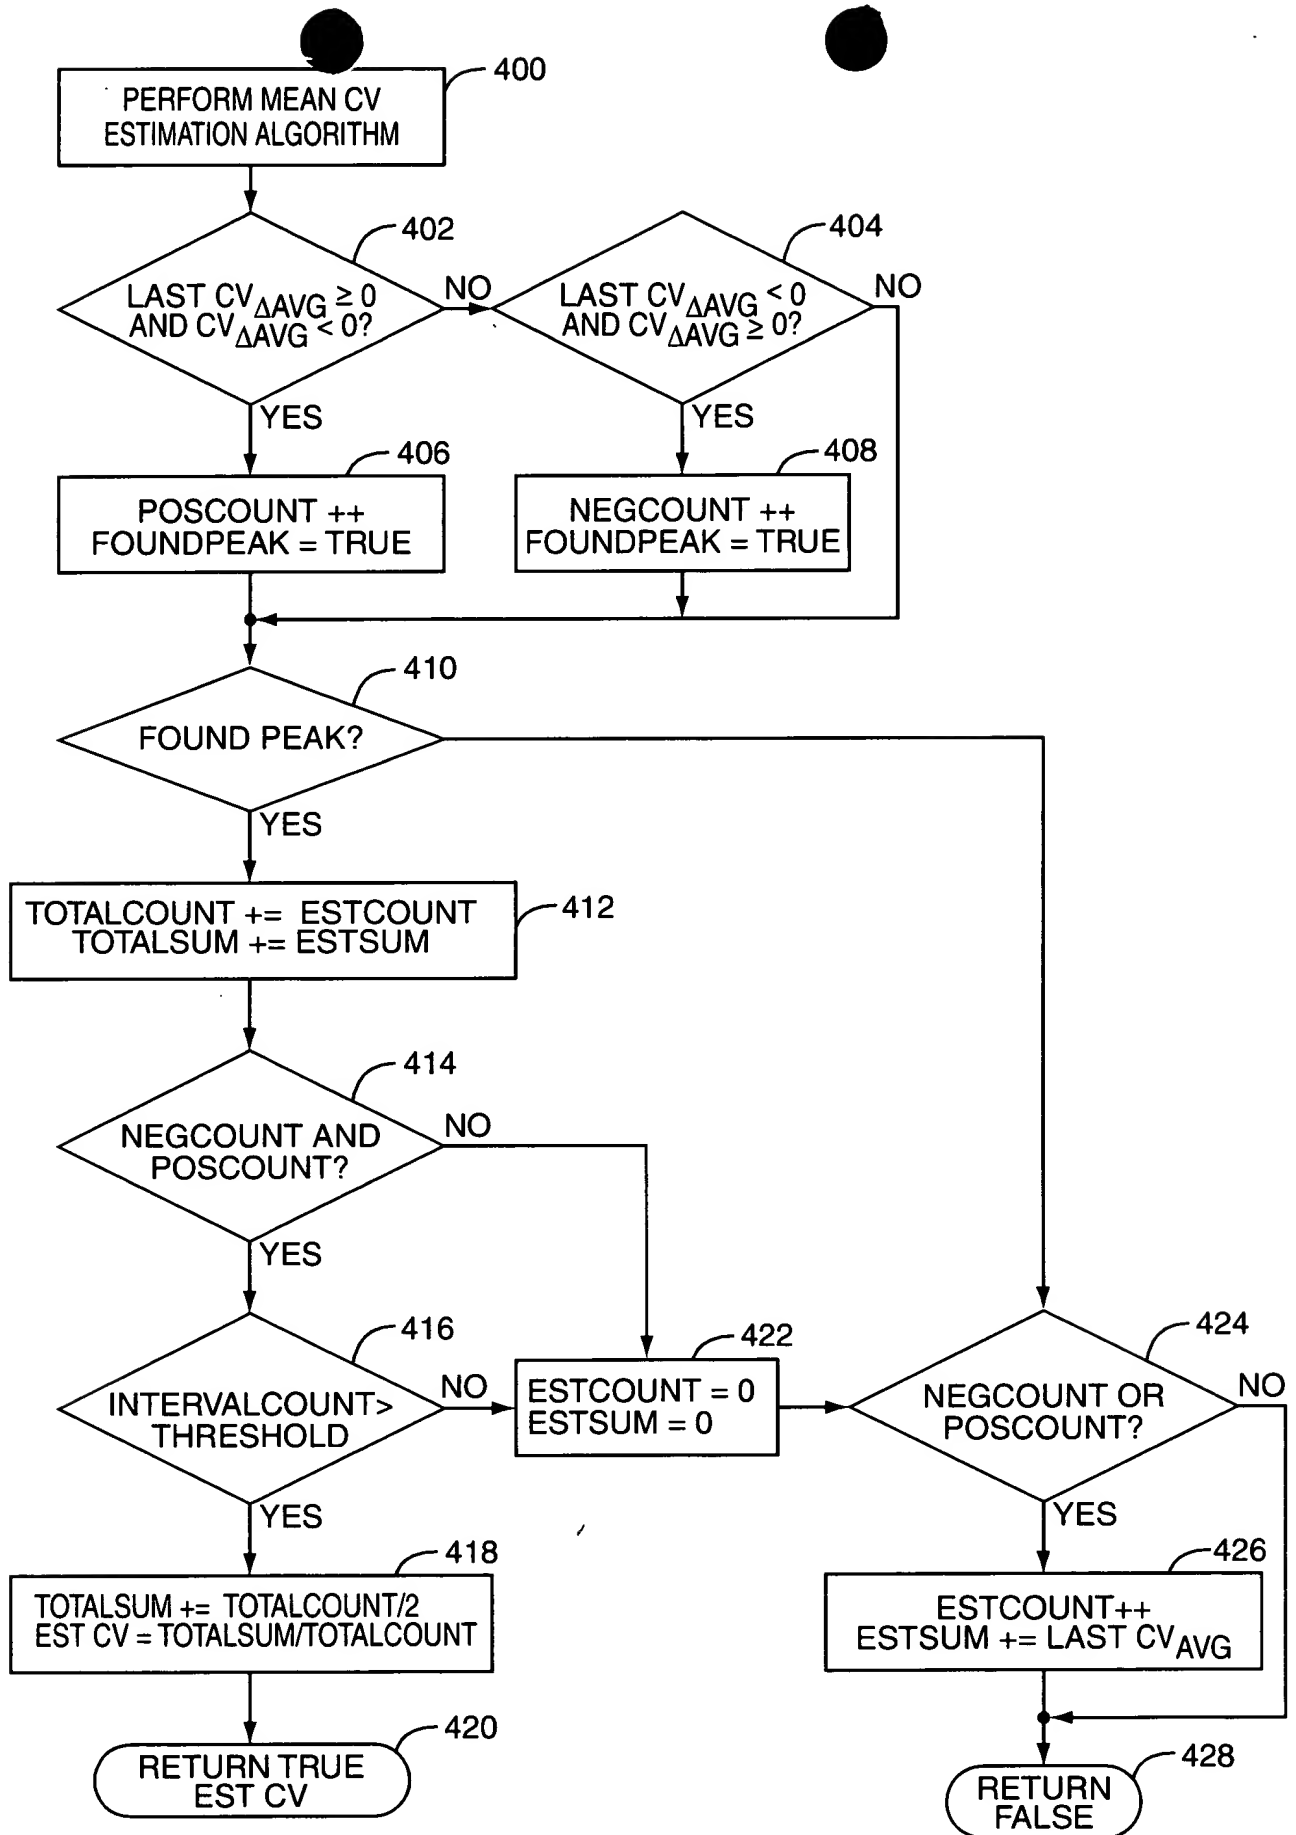 400
PERFORM MEAN CV
ESTIMATION ALGORITHM
402
LAST CVΔAVG ≥ 0
AND CVΔAVG < 0?
NO
YES
404
LAST CVΔAVG < 0
AND CVΔAVG ≥ 0?
NO
YES
406
POSCOUNT ++
FOUNDPEAK = TRUE
408
NEGCOUNT ++
FOUNDPEAK = TRUE
410
FOUND PEAK?
YES
412
TOTALCOUNT += ESTCOUNT
TOTALSUM += ESTSUM
414
NEGCOUNT AND
POSCOUNT?
NO
YES
416
INTERVALCOUNT>
THRESHOLD
NO
YES
422
ESTCOUNT = 0
ESTSUM = 0
424
NEGCOUNT OR
POSCOUNT?
NO
YES
418
TOTALSUM += TOTALCOUNT/2
EST CV = TOTALSUM/TOTALCOUNT
426
ESTCOUNT++
ESTSUM += LAST CVAVG
420
RETURN TRUE
EST CV
428
RETURN
FALSE